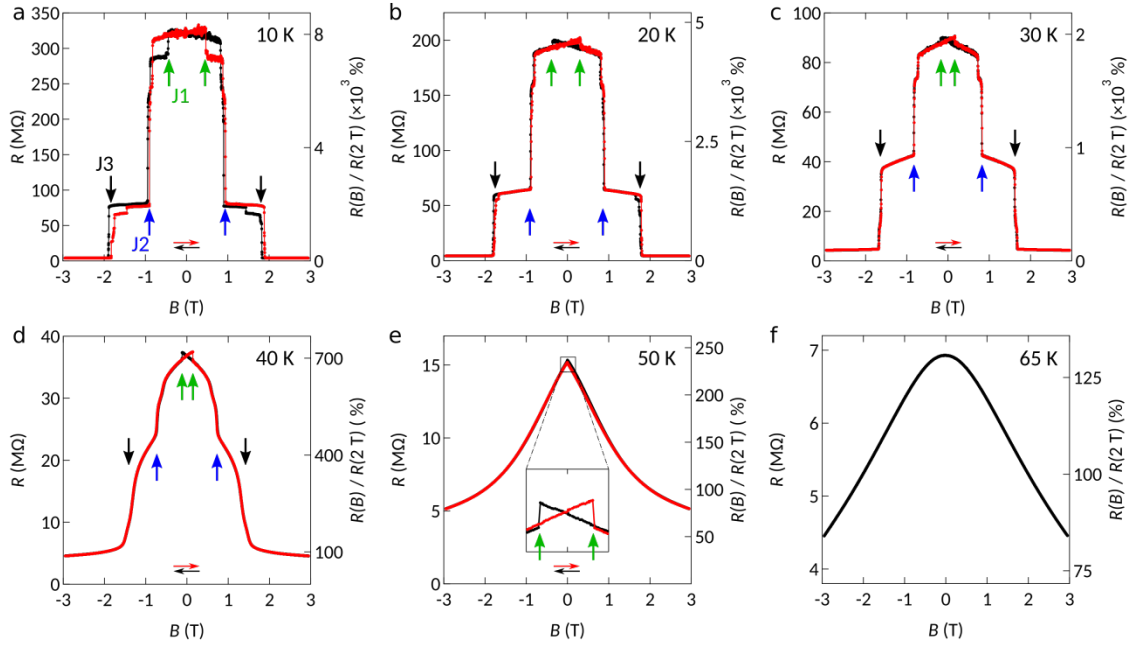 a
10 K
350
300
250
200
150
100
50
0
R (MΩ)
8
4
0
R(B) / R(2 T) (×10³ %)
J1
J3
J2
-3 -2 -1 0 1 2 3
B (T)
b
20 K
200
150
100
50
0
R (MΩ)
5
2.5
0
R(B) / R(2 T) (×10³ %)
-3 -2 -1 0 1 2 3
B (T)
c
30 K
100
80
60
40
20
0
R (MΩ)
2
1
0
R(B) / R(2 T) (×10³ %)
-3 -2 -1 0 1 2 3
B (T)
d
40 K
40
30
20
10
0
R (MΩ)
700
400
100
R(B) / R(2 T) (%)
-3 -2 -1 0 1 2 3
B (T)
e
50 K
15
10
5
0
R (MΩ)
250
200
150
100
50
R(B) / R(2 T) (%)
-3 -2 -1 0 1 2 3
B (T)
f
65 K
7
6
5
4
R (MΩ)
125
100
75
R(B) / R(2 T) (%)
-3 -2 -1 0 1 2 3
B (T)